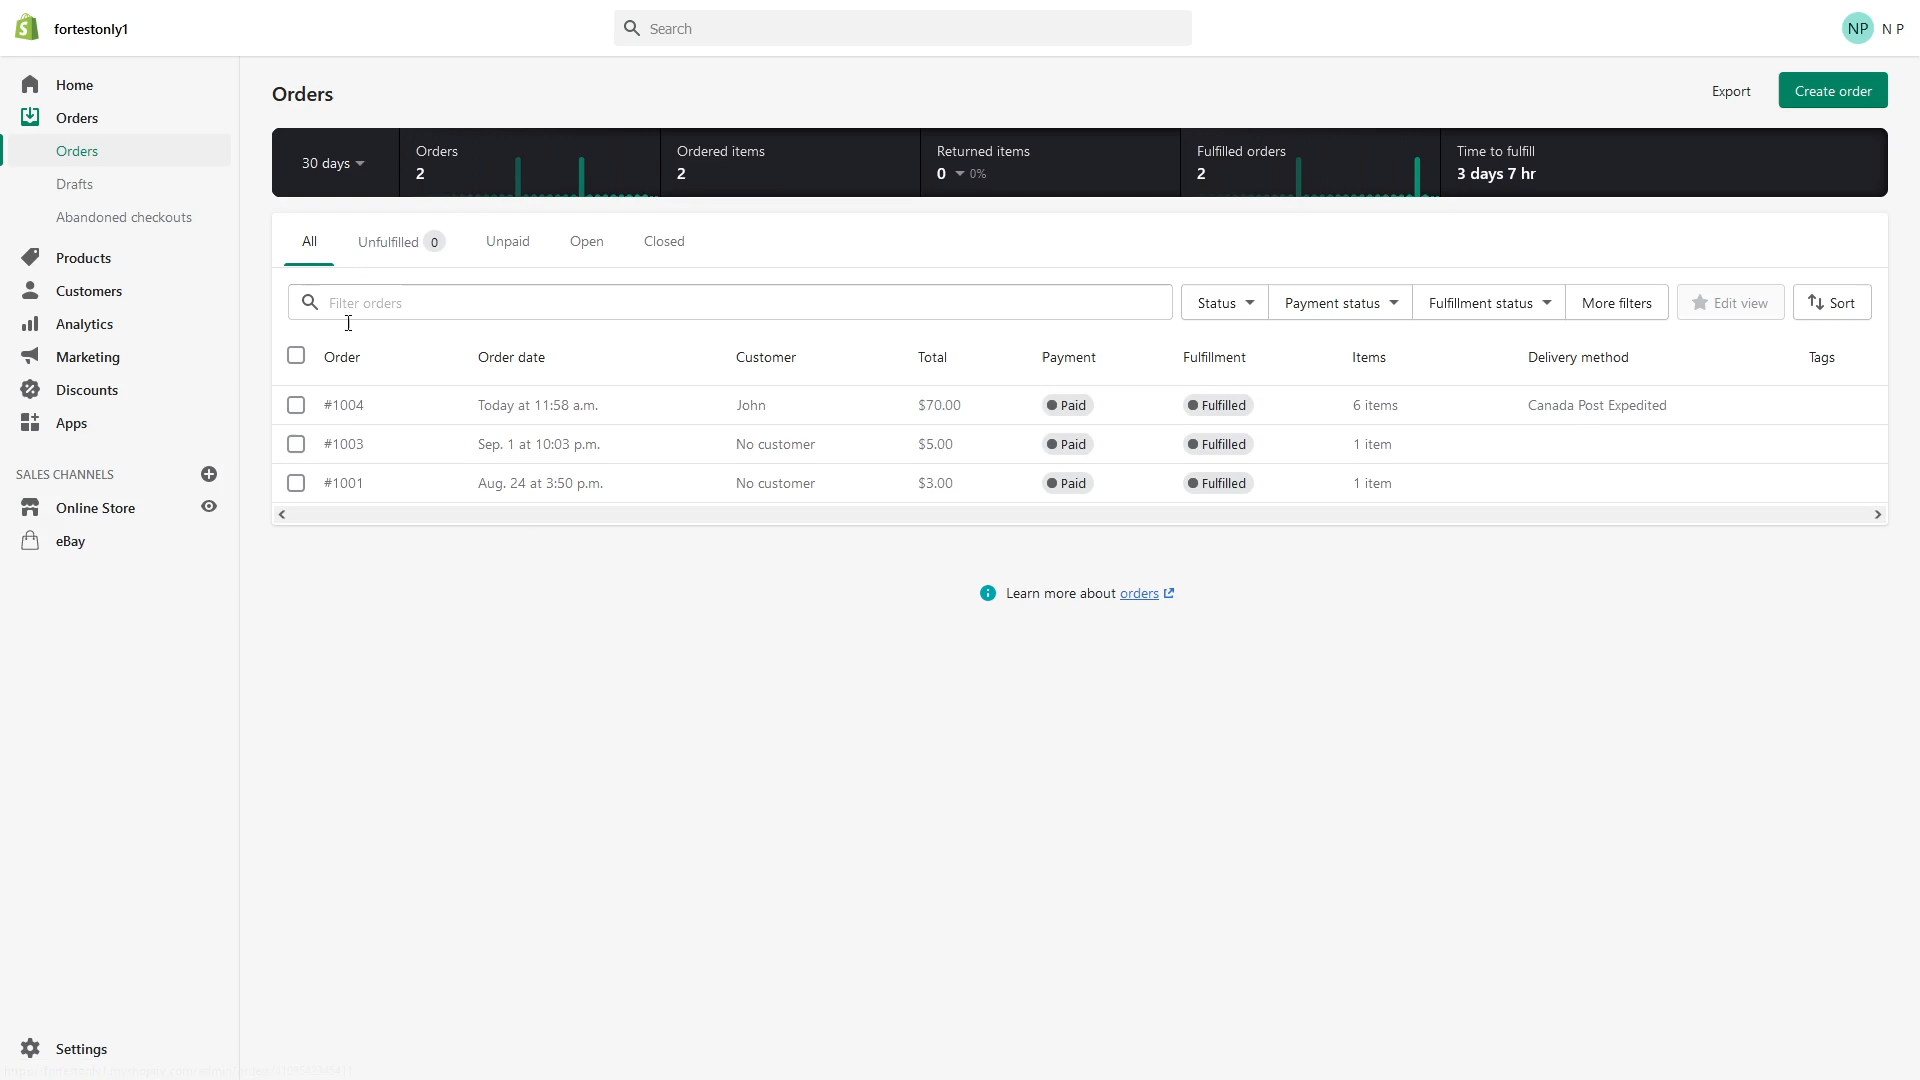 fortestonly1
Search
NP
N P
Home
Orders
Orders
Drafts
Abandoned checkouts
Products
Customers
Analytics
Marketing
Discounts
Apps
SALES CHANNELS
Online Store
eBay
Settings
Orders
Export
Create order
30 days
Orders
2
Ordered items
2
Returned items
0 0%
Fulfilled orders
2
Time to fulfill
3 days 7 hr
All Unfulfilled 0 Unpaid Open Closed
Filter orders
Status Payment status Fulfillment status More filters Edit view Sort
Order Order date Customer Total Payment Fulfillment Items Delivery method Tags
#1004 Today at 11:58 a.m. John $70.00 Paid Fulfilled 6 items Canada Post Expedited
#1003 Sep. 1 at 10:03 p.m. No customer $5.00 Paid Fulfilled 1 item
#1001 Aug. 24 at 3:50 p.m. No customer $3.00 Paid Fulfilled 1 item
Learn more about orders